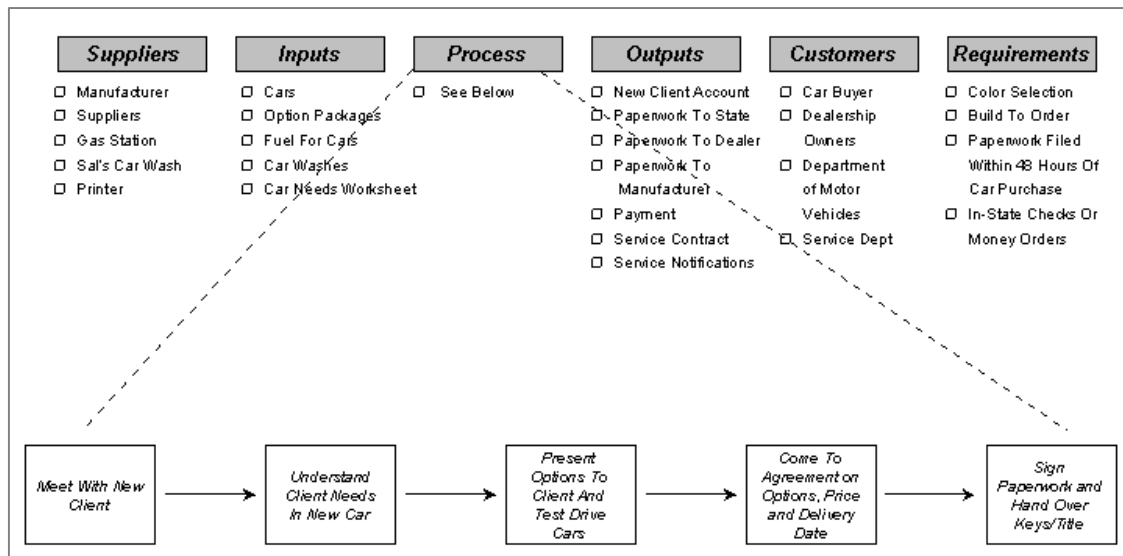 Suppliers
Manufacturer
Suppliers
Gas Station
Sal's Car Wash
Printer
Inputs
Cars
Option Packages
Fuel For Cars
Car Washes
Car Needs Worksheet
Process
See Below
Outputs
New Client Account
Paperwork To State
Paperwork To Dealer
Paperwork To
Manufacturer
Payment
Service Contract
Service Notifications
Customers
Car Buyer
Dealership
Owners
Department
of Motor
Vehicles
Service Dept
Requirements
Color Selection
Build To Order
Paperwork Filed
Within 48 Hours Of
Car Purchase
In-State Checks Or
Money Orders
Meet With New
Client
Understand
Client Needs
In New Car
Present
Options To
Client And
Test Drive
Cars
Come To
Agreement on
Options, Price
and Delivery
Date
Sign
Paperwork and
Hand Over
Keys/Title